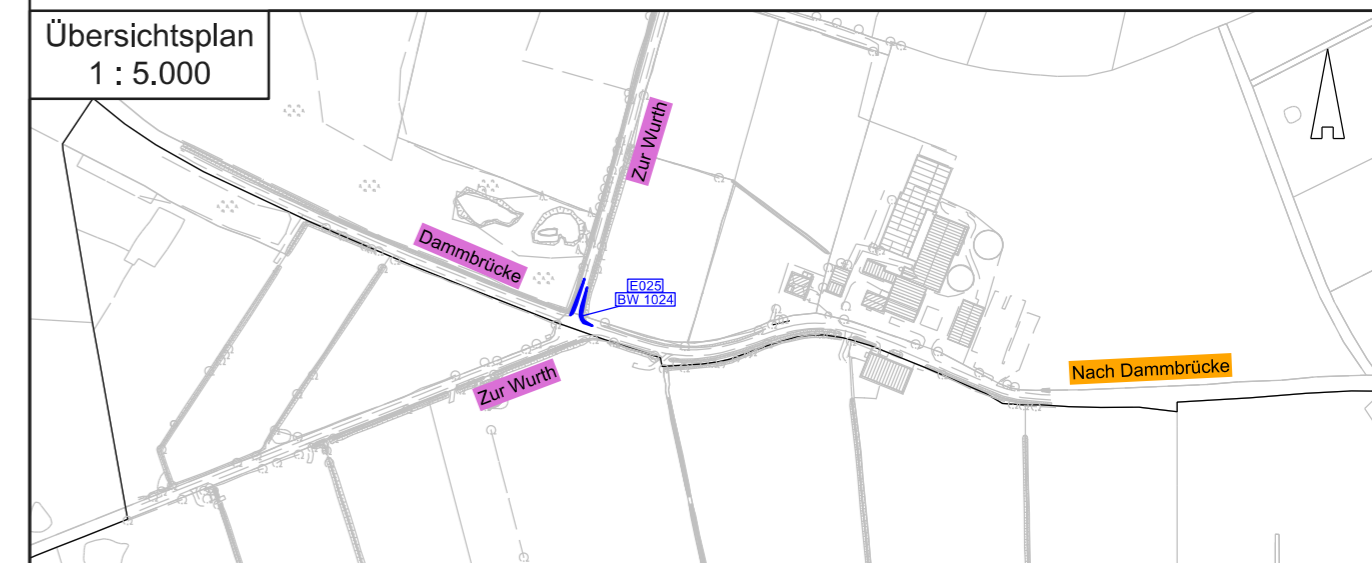 Übersichtsplan
1 : 5.000
Zur Wurth
Dammbrücke
E025
BW 1024
Zur Wurth
Nach Dammbrücke